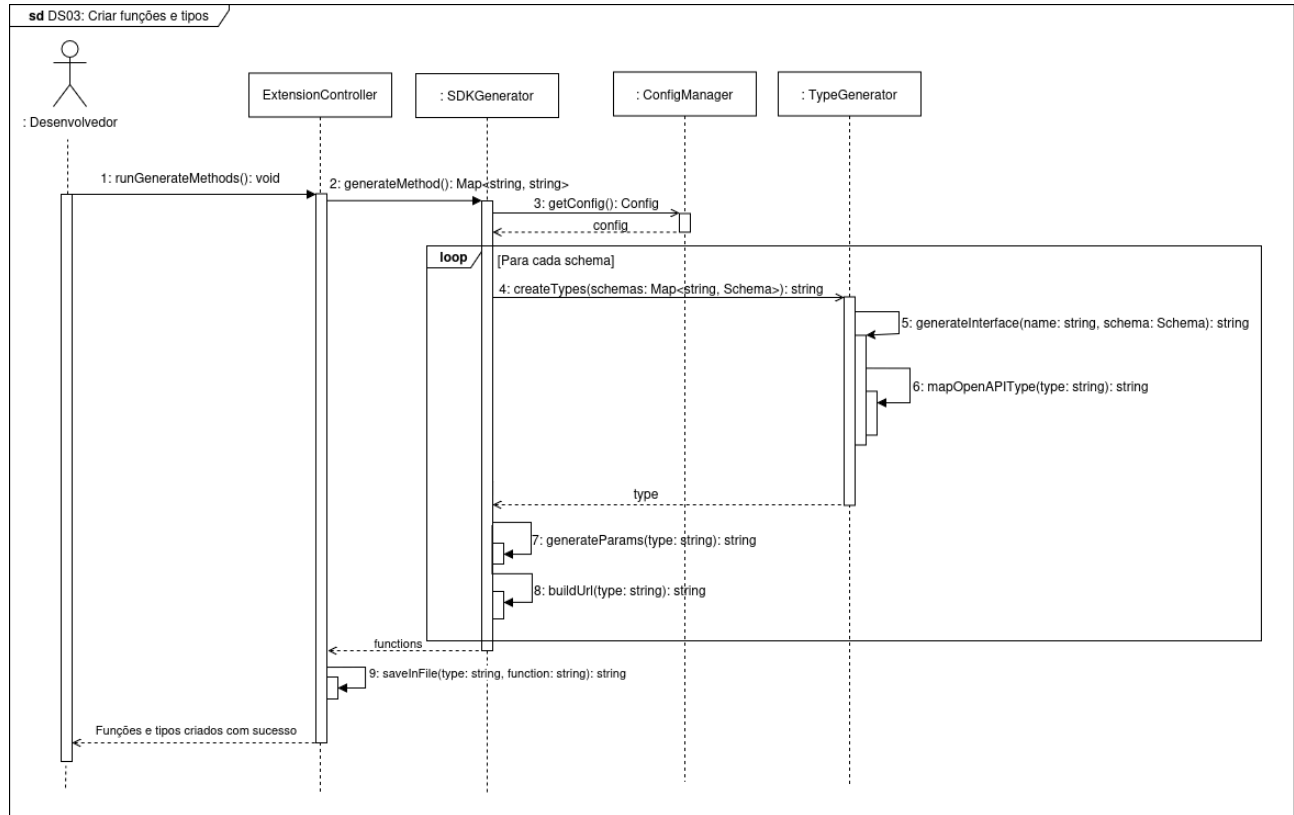 sd DS03: Criar funções e tipos
: Desenvolvedor
ExtensionController
: SDKGenerator
: ConfigManager
: TypeGenerator
1: runGenerateMethods(): void
2: generateMethod(): Map<string, string>
3: getConfig(): Config
config
loop
[Para cada schema]
4: createTypes(schemas: Map<string, Schema>): string
5: generateInterface(name: string, schema: Schema): string
6: mapOpenAPIType(type: string): string
type
7: generateParams(type: string): string
8: buildUrl(type: string): string
functions
9: saveInFile(type: string, function: string): string
Funções e tipos criados com sucesso